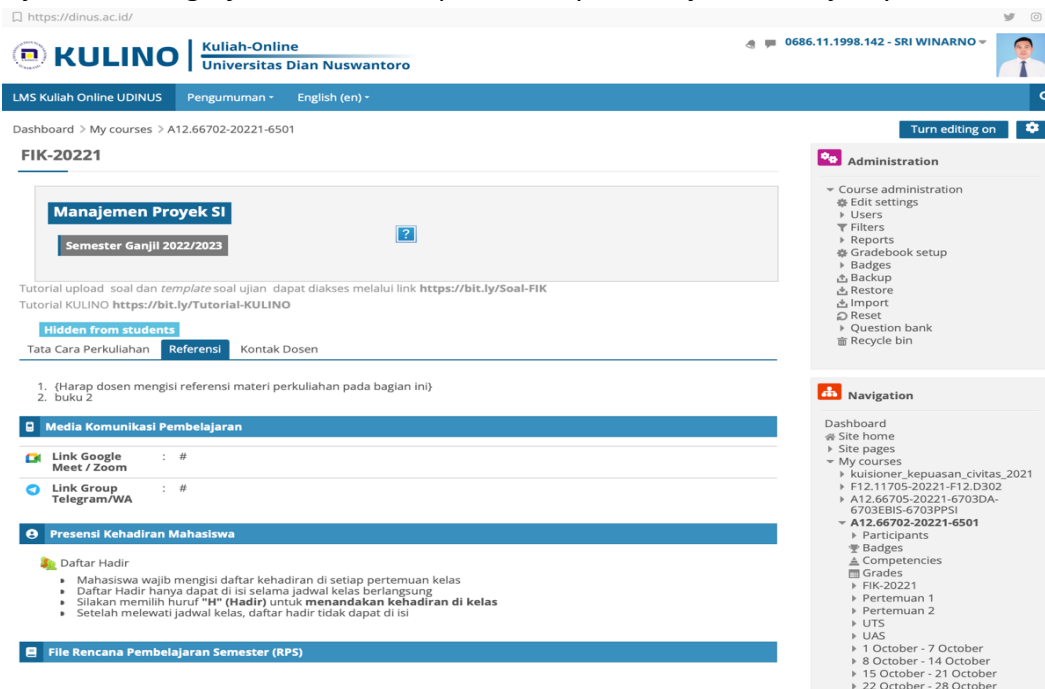 https://dinus.ac.id/
KULINO
Kuliah-Online
Universitas Dian Nuswantoro
0686.11.1998.142 - SRI WINARNO
LMS Kuliah Online UDINUS
Pengumuman
English (en)
Dashboard > My courses > A12.66702-20221-6501
Turn editing on
FIK-20221
Manajemen Proyek SI
Semester Ganjil 2022/2023
?
Tutorial upload soal dan template soal ujian dapat diakses melalui link https://bit.ly/Soal-FIK
Tutorial KULINO https://bit.ly/Tutorial-KULINO
Hidden from students
Tata Cara Perkuliahan
Referensi
Kontak Dosen
1. {Harap dosen mengisi referensi materi perkuliahan pada bagian ini}
2. buku 2
Media Komunikasi Pembelajaran
Link Google : #
Meet / Zoom
Link Group : #
Telegram/WA
Presensi Kehadiran Mahasiswa
Daftar Hadir
Mahasiswa wajib mengisi daftar kehadiran di setiap pertemuan kelas
Daftar Hadir hanya dapat di isi selama jadwal kelas berlangsung
Silakan memilih huruf "H" (Hadir) untuk menandakan kehadiran di kelas
Setelah melewati jadwal kelas, daftar hadir tidak dapat di isi
File Rencana Pembelajaran Semester (RPS)
Administration
Course administration
Edit settings
Users
Filters
Reports
Gradebook setup
Badges
Backup
Restore
Import
Reset
Question bank
Recycle bin
Navigation
Dashboard
Site home
Site pages
My courses
kuisioner_kepuasan_civitas_2021
F12.11705-20221-F12.D302
A12.66705-20221-6703DA-
6703EBIS-6703PPSI
A12.66702-20221-6501
Participants
Badges
Competencies
Grades
FIK-20221
Pertemuan 1
Pertemuan 2
UTS
UAS
1 October - 7 October
8 October - 14 October
15 October - 21 October
22 October - 28 October